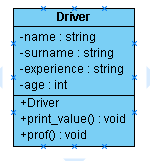 Driver
-name : string
-surname : string
-experience : string
-age : int
+Driver
+print_value() : void
+prof() : void